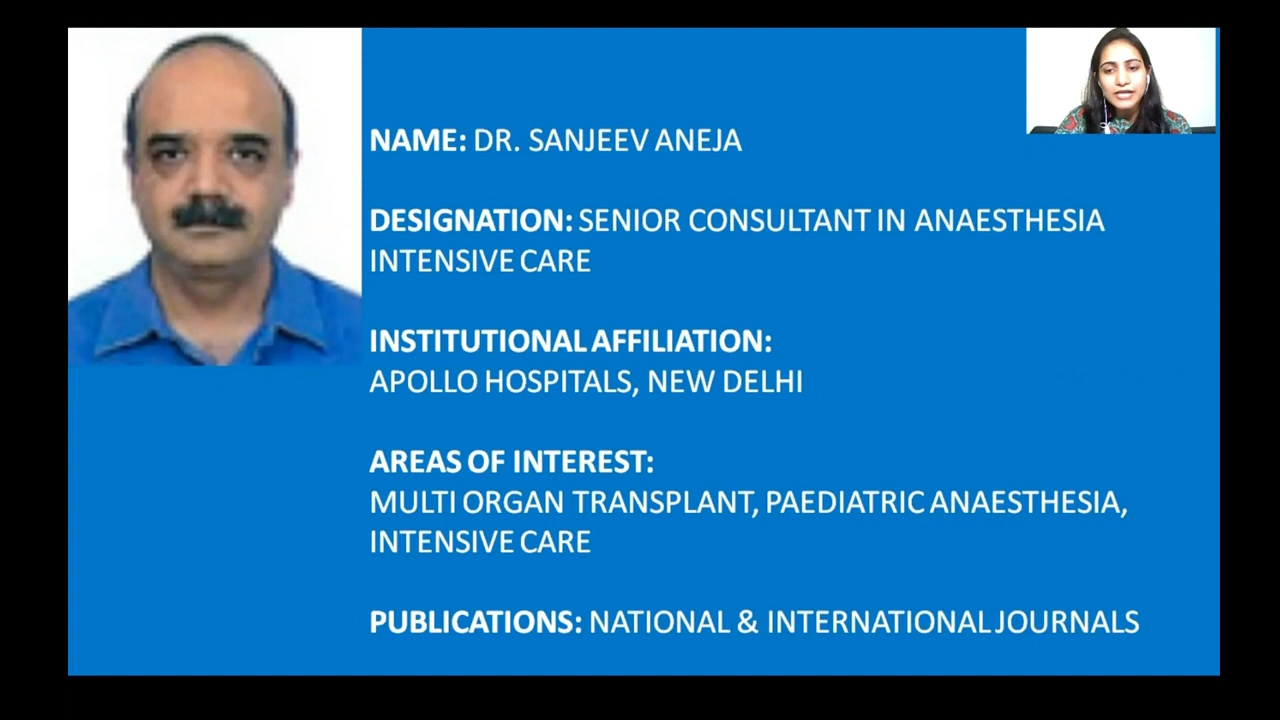 NAME: DR. SANJEEV ANEJA
DESIGNATION: SENIOR CONSULTANT IN ANAESTHESIA
INTENSIVE CARE
INSTITUTIONAL AFFILIATION:
APOLLO HOSPITALS, NEW DELHI
AREAS OF INTEREST:
MULTI ORGAN TRANSPLANT, PAEDIATRIC ANAESTHESIA,
INTENSIVE CARE
PUBLICATIONS: NATIONAL & INTERNATIONAL JOURNALS